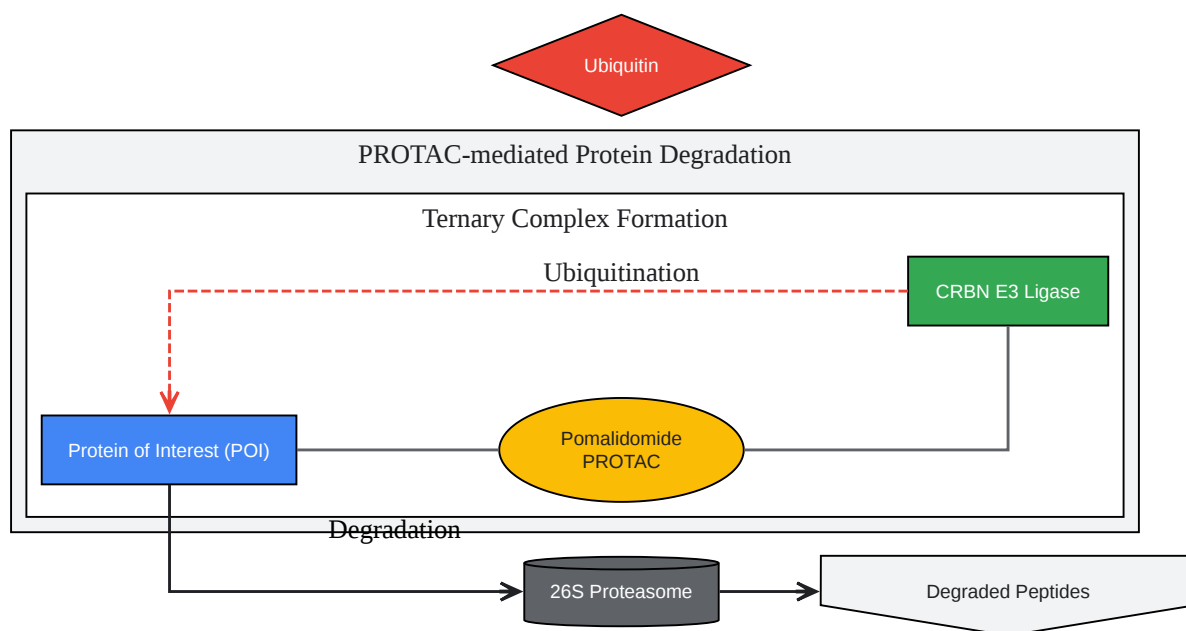 Ubiquitin
PROTAC-mediated Protein Degradation
Ternary Complex Formation
Ubiquitination
CRBN E3 Ligase
Protein of Interest (POI)
Pomalidomide
PROTAC
Degradation
26S Proteasome
Degraded Peptides